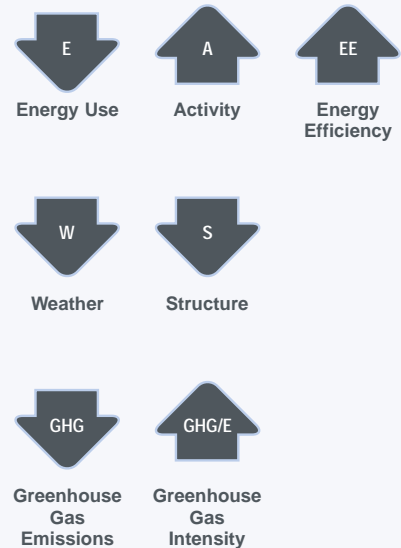 E
A
EE
Energy Use
Activity
Energy
Efficiency
W
S
Weather
Structure
GHG
GHG/E
Greenhouse
Gas
Emissions
Greenhouse
Gas
Intensity